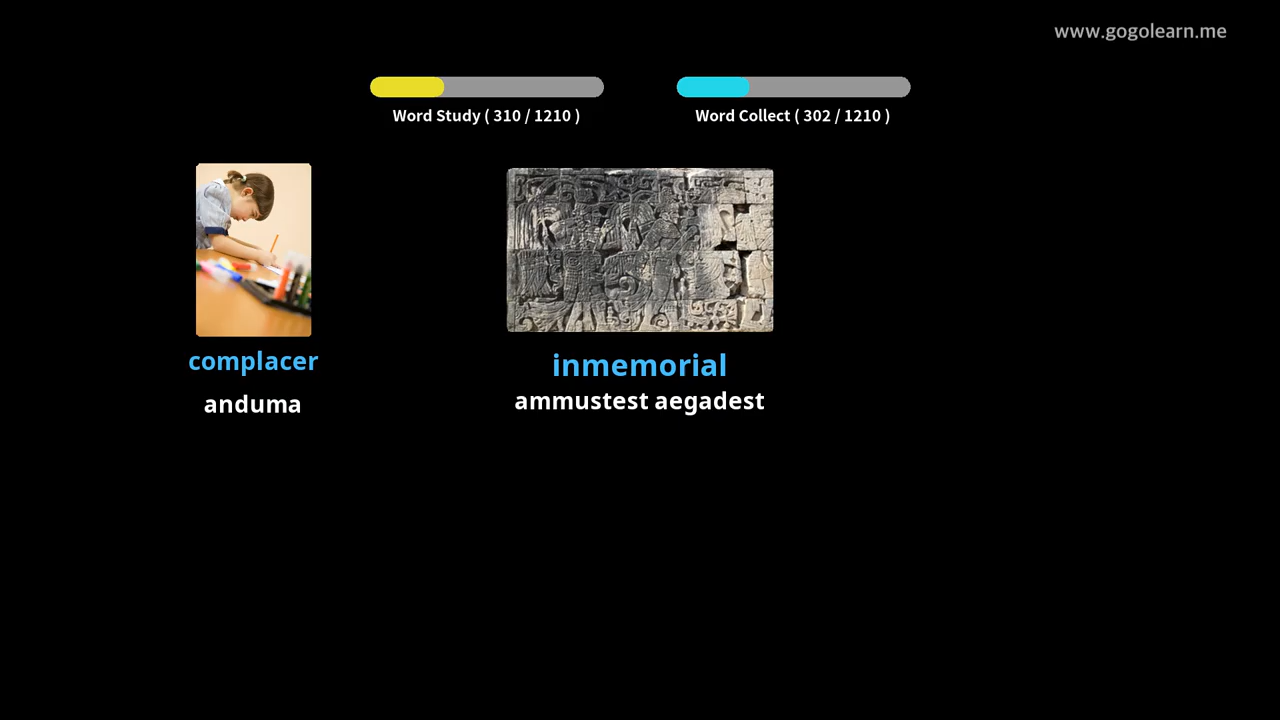 www.gogolearn.me
Word Study ( 310 / 1210 )
Word Collect ( 302 / 1210 )
complacer
anduma
inmemorial
ammustest aegadest